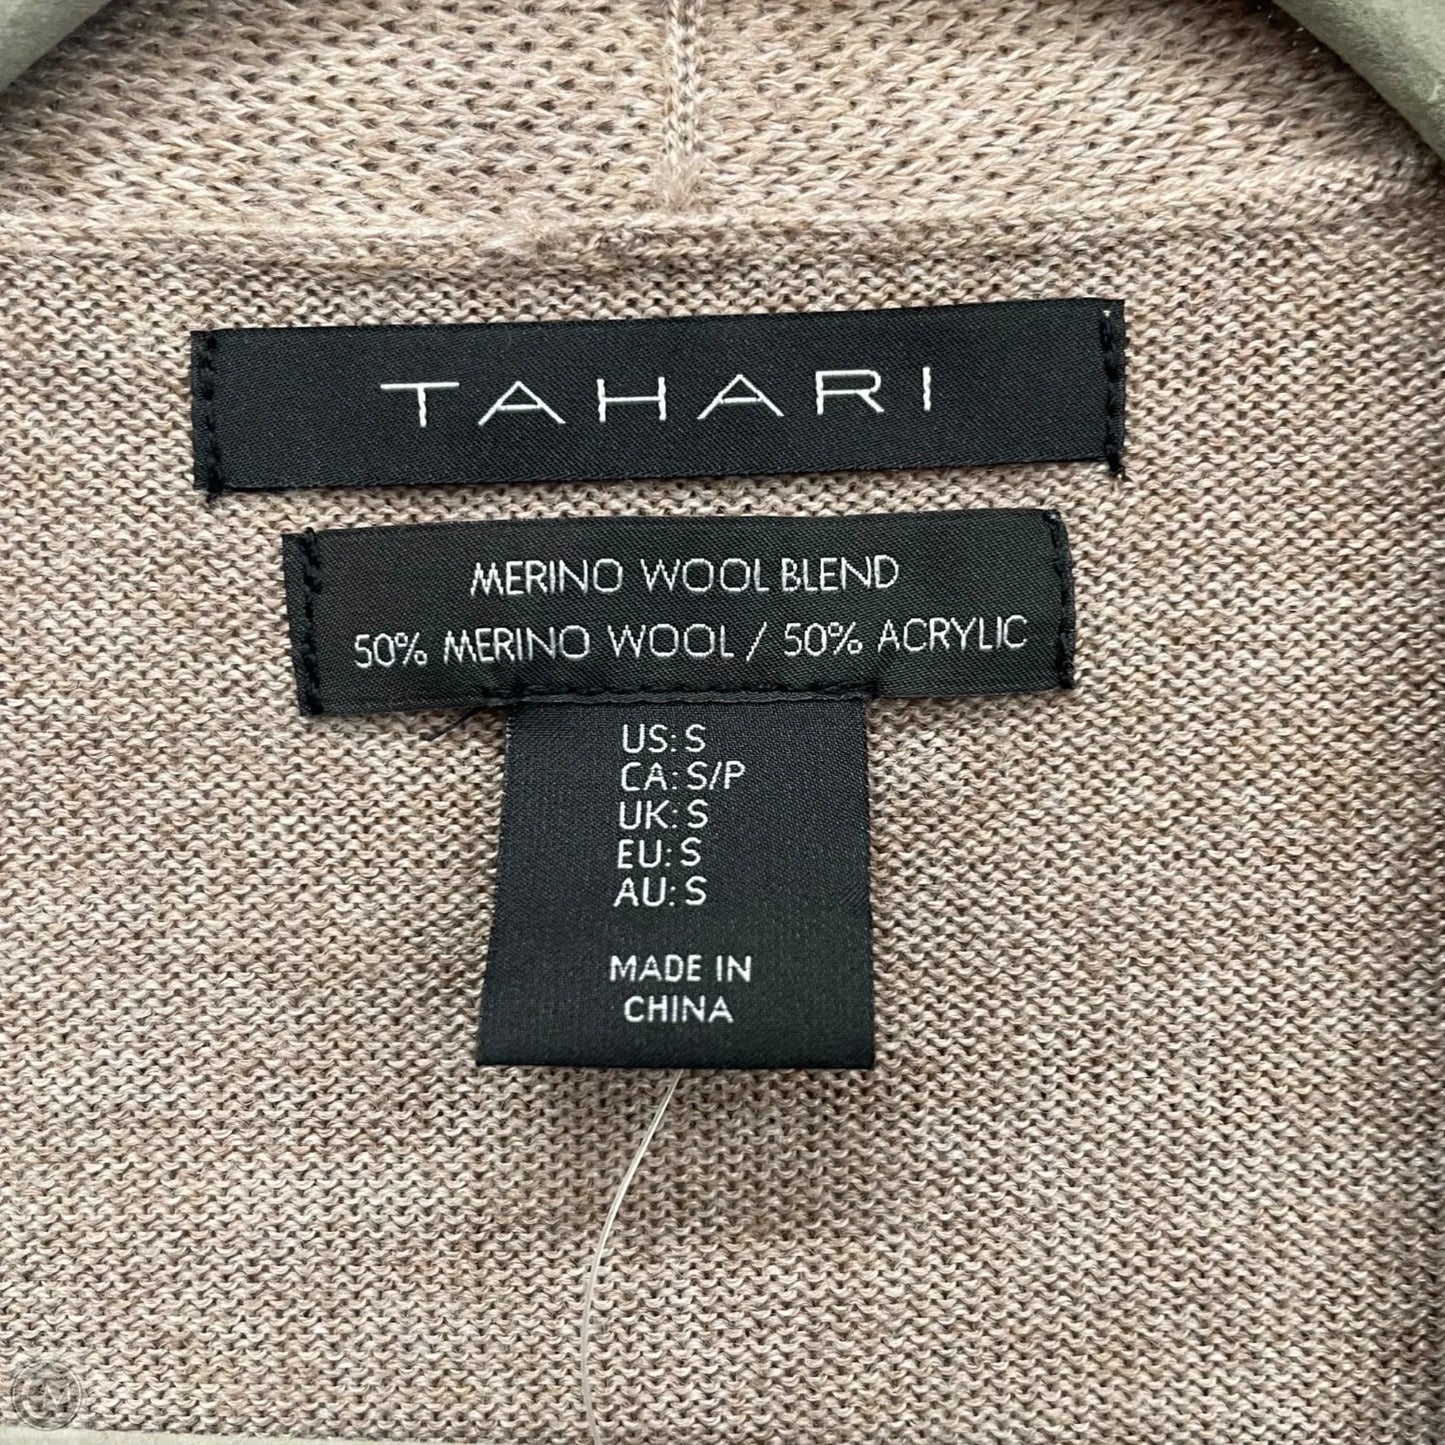 TAHARI
MERINO WOOL BLEND
50% MERINO WOOL / 50% ACRYLIC
US: S
CA: S/P
UK: S
EU: S
AU: S
MADE IN
CHINA